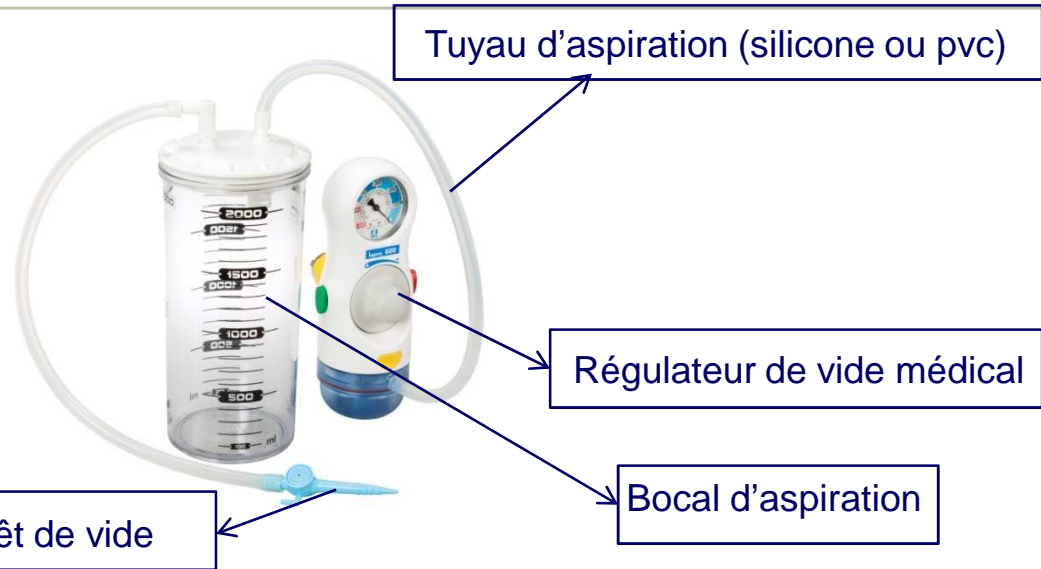 Tuyau d’aspiration (silicone ou pvc)
2000
1500
1500
1000
1000
500
500
ml
ml
Régulateur de vide médical
Bocal d’aspiration
êt de vide